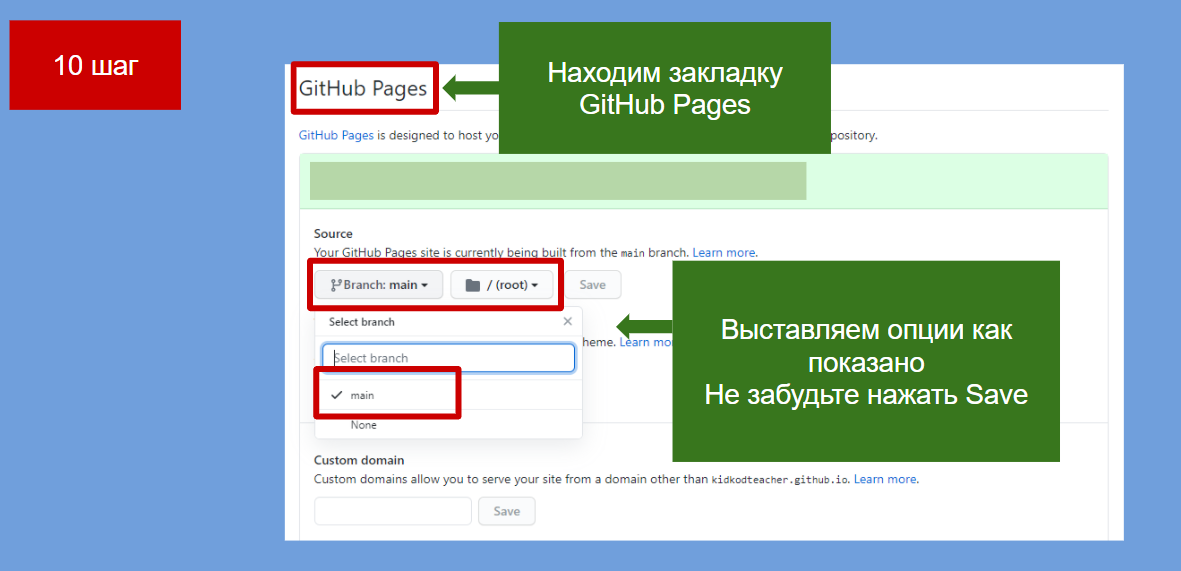 10 шаг
Находим закладку
GitHub Pages
GitHub Pages
GitHub Pages is designed to host yo
pository.
Source
Your GitHub Pages site is currently being built from the main branch. Learn more.
Branch: main
/ (root)
Save
Select branch
Select branch
main
None
heme. Learn mo
Выставляем опции как
показано
Не забудьте нажать Save
Custom domain
Custom domains allow you to serve your site from a domain other than kidkodteacher.github.io. Learn more.
Save